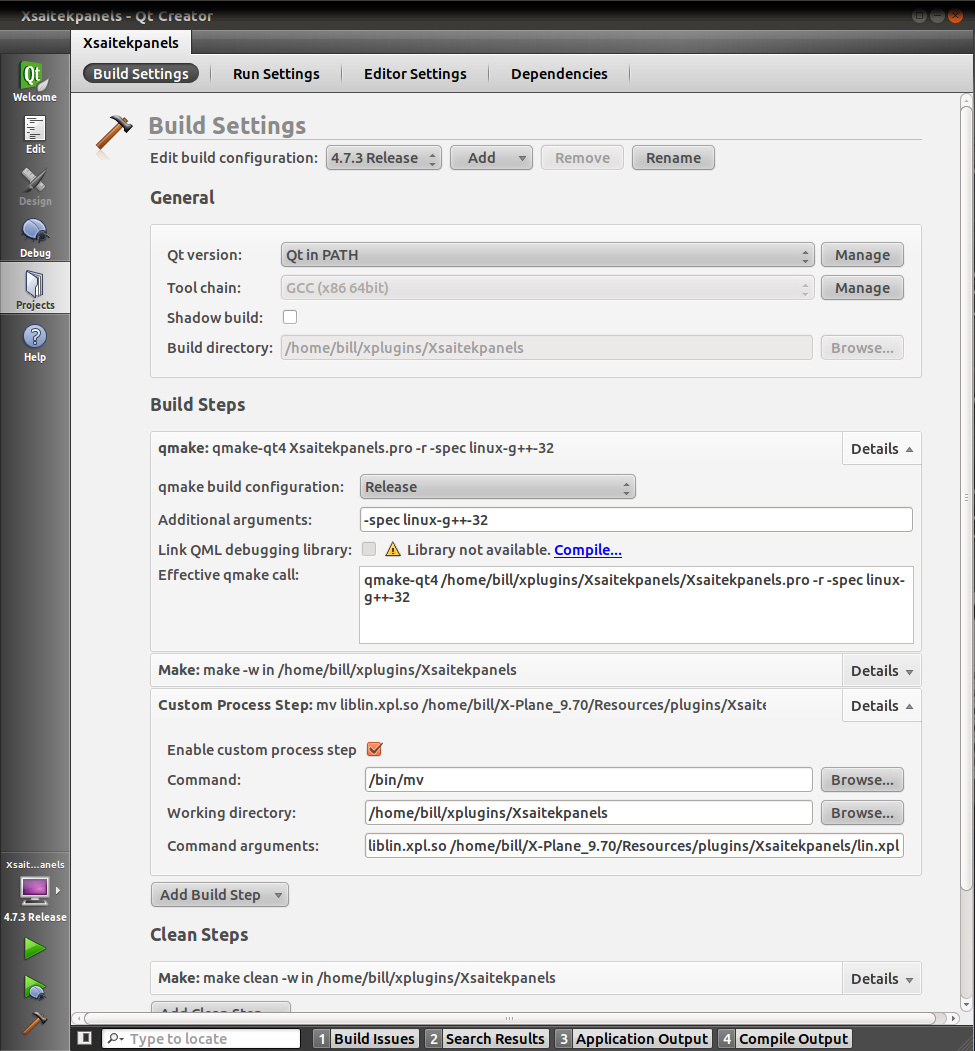 Xsaitekpanels - Qt Creator
Xsaitekpanels
Build Settings Run Settings Editor Settings Dependencies
Qt
Welcome
Edit
Design
Debug
Projects
Help
Build Settings
Edit build configuration: 4.7.3 Release Add Remove Rename
General
Qt version: Qt in PATH Manage
Tool chain: GCC (x86 64bit) Manage
Shadow build:
Build directory: /home/bill/xplugins/Xsaitekpanels Browse...
Build Steps
qmake: qmake-qt4 Xsaitekpanels.pro -r -spec linux-g++-32 Details
qmake build configuration: Release
Additional arguments: -spec linux-g++-32
Link QML debugging library: Library not available. Compile...
Effective qmake call: qmake-qt4 /home/bill/xplugins/Xsaitekpanels/Xsaitekpanels.pro -r -spec linux-
g++-32
Make: make -w in /home/bill/xplugins/Xsaitekpanels Details
Custom Process Step: mv liblin.xpl.so /home/bill/X-Plane_9.70/Resources/plugins/Xsaite Details
Enable custom process step
Command: /bin/mv Browse...
Working directory: /home/bill/xplugins/Xsaitekpanels Browse...
Command arguments: liblin.xpl.so /home/bill/X-Plane_9.70/Resources/plugins/Xsaitekpanels/lin.xpl
Add Build Step
Clean Steps
Make: make clean -w in /home/bill/xplugins/Xsaitekpanels Details
Add Clean Step
Xsait...anels
4.7.3 Release
Type to locate 1 Build Issues 2 Search Results 3 Application Output 4 Compile Output